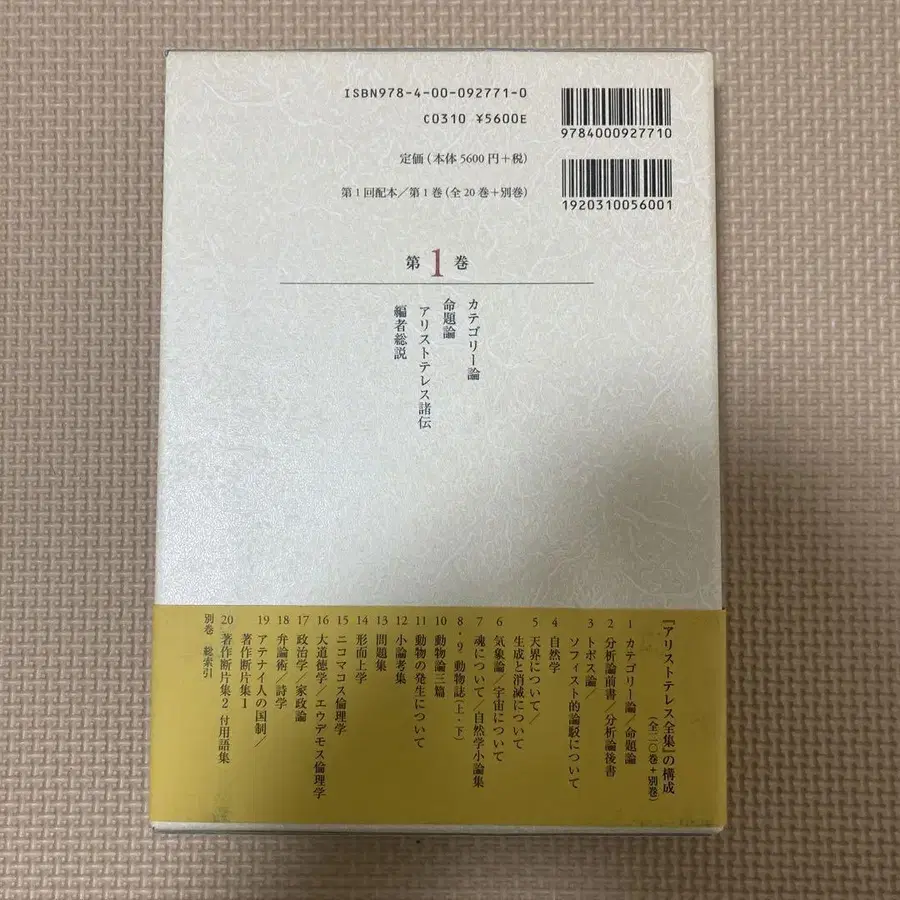 ISBN978-4-00-092771-0
C0310 ¥5600E
9784000927710
定価(本体 5600 円+税)
第1回配本/第1巻(全20巻+別巻)
1920310056001
第1巻
カテゴリー論
命題論
アリストテレス諸伝
編者総説
『アリストテレス全集』の構成
(全二〇巻+別巻)
1 カテゴリー論/命題論
2 分析論前書/分析論後書
3 トポス論/
ソフィスト的論駁について
4 自然学
5 天界について/
生成と消滅について
6 気象論/宇宙について
7 魂について/自然学小論集
8・9 動物誌(上・下)
10 動物論三篇
11 動物の発生について
12 小論考集
13 問題集
14 形而上学
15 ニコマコス倫理学
16 大道徳学/エウデモス倫理学
17 政治学/家政論
18 弁論術/詩学
19 アテナイ人の国制/
著作断片集1
20 著作断片集2 付用語集
別巻 総索引